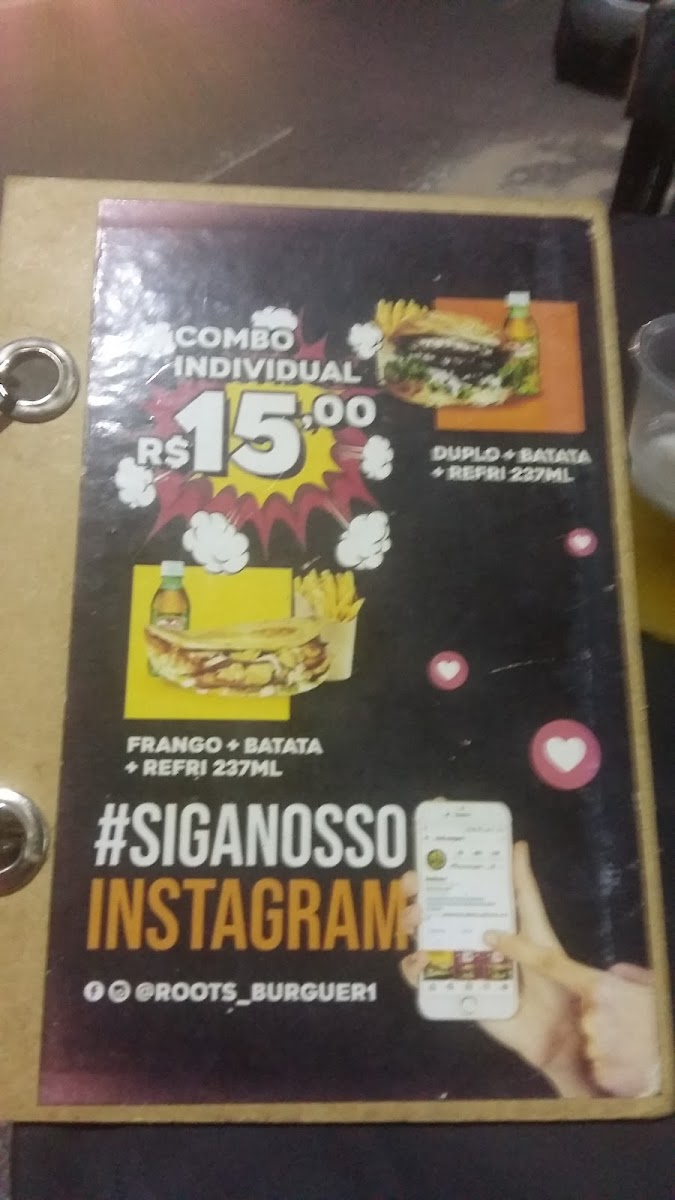 COMBO
INDIVIDUAL
R$15,00
DUPLO + BATATA
+ REFRI 237ML
FRANGO + BATATA
+ REFRI 237ML
#SIGANOSSO
INSTAGRAM
@ROOTS_BURGUER1